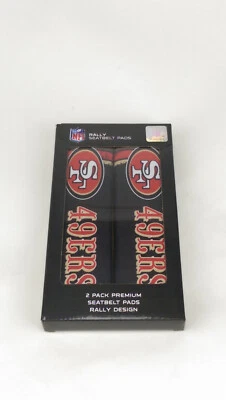 NFL
RALLY
SEATBELT PADS
SF SF
49ERS 49ERS
2 PACK PREMIUM
SEATBELT PADS
RALLY DESIGN